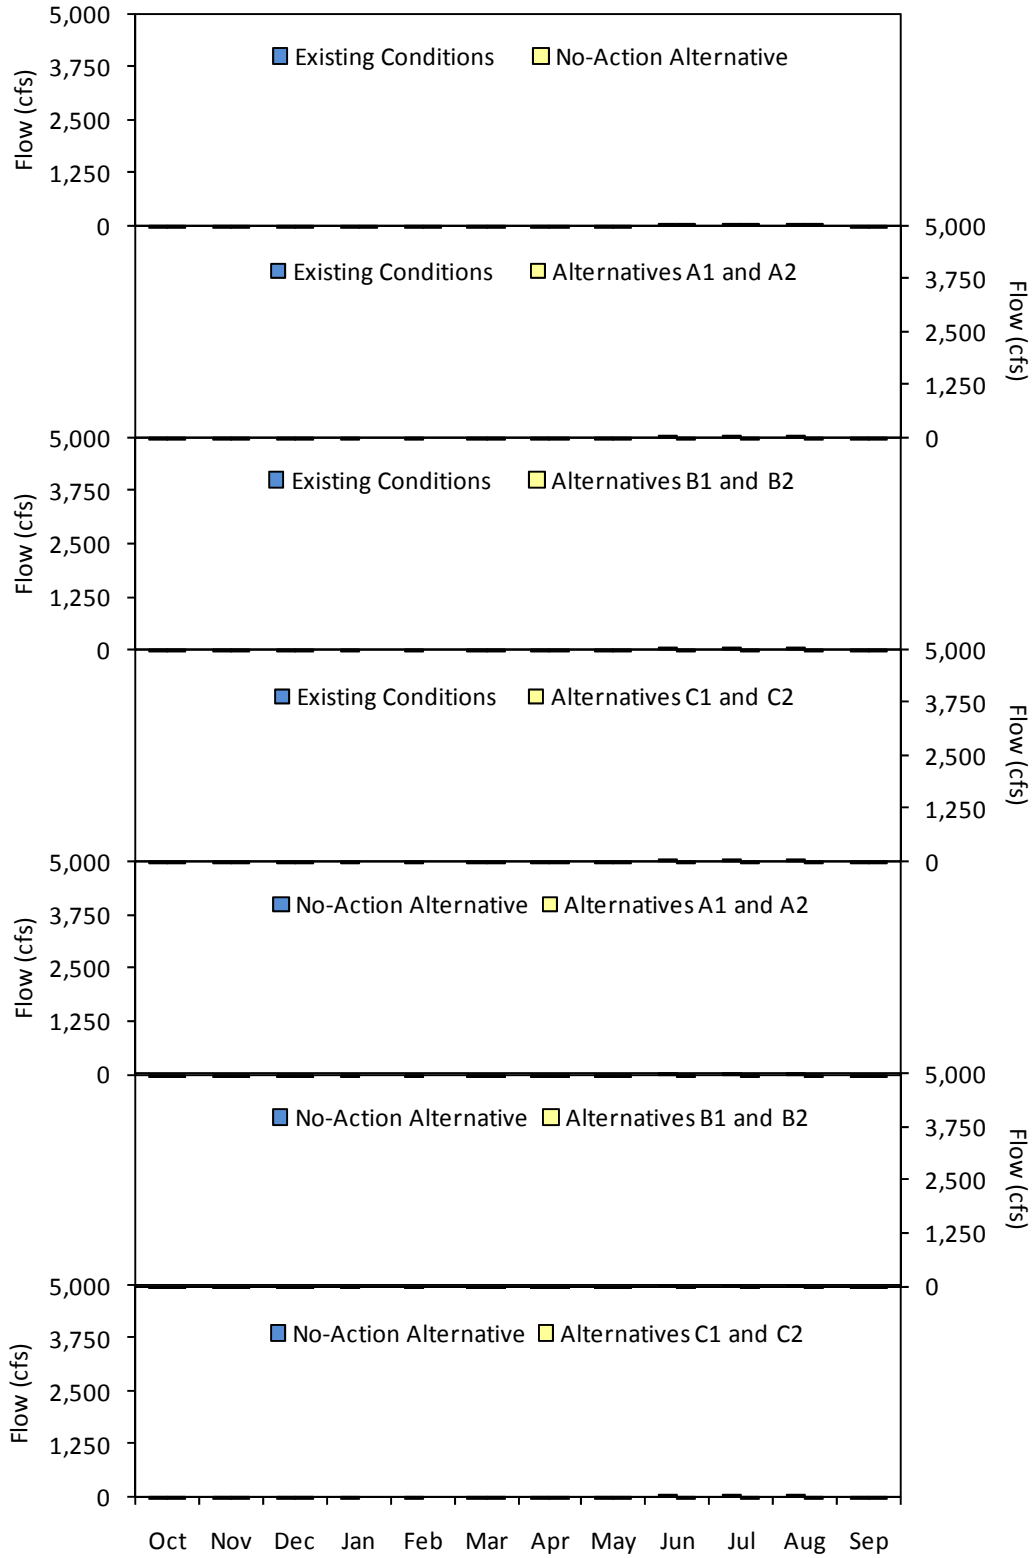 5,000
Existing Conditions No-Action Alternative
3,750
Flow (cfs)
2,500
1,250
0
5,000
Existing Conditions Alternatives A1 and A2
3,750
Flow (cfs)
2,500
1,250
0
5,000
Existing Conditions Alternatives B1 and B2
3,750
Flow (cfs)
2,500
1,250
0
5,000
Existing Conditions Alternatives C1 and C2
3,750
Flow (cfs)
2,500
1,250
0
5,000
No-Action Alternative Alternatives A1 and A2
3,750
Flow (cfs)
2,500
1,250
0
5,000
No-Action Alternative Alternatives B1 and B2
3,750
Flow (cfs)
2,500
1,250
0
5,000
No-Action Alternative Alternatives C1 and C2
3,750
Flow (cfs)
2,500
1,250
0
Oct Nov Dec Jan Feb Mar Apr May Jun Jul Aug Sep